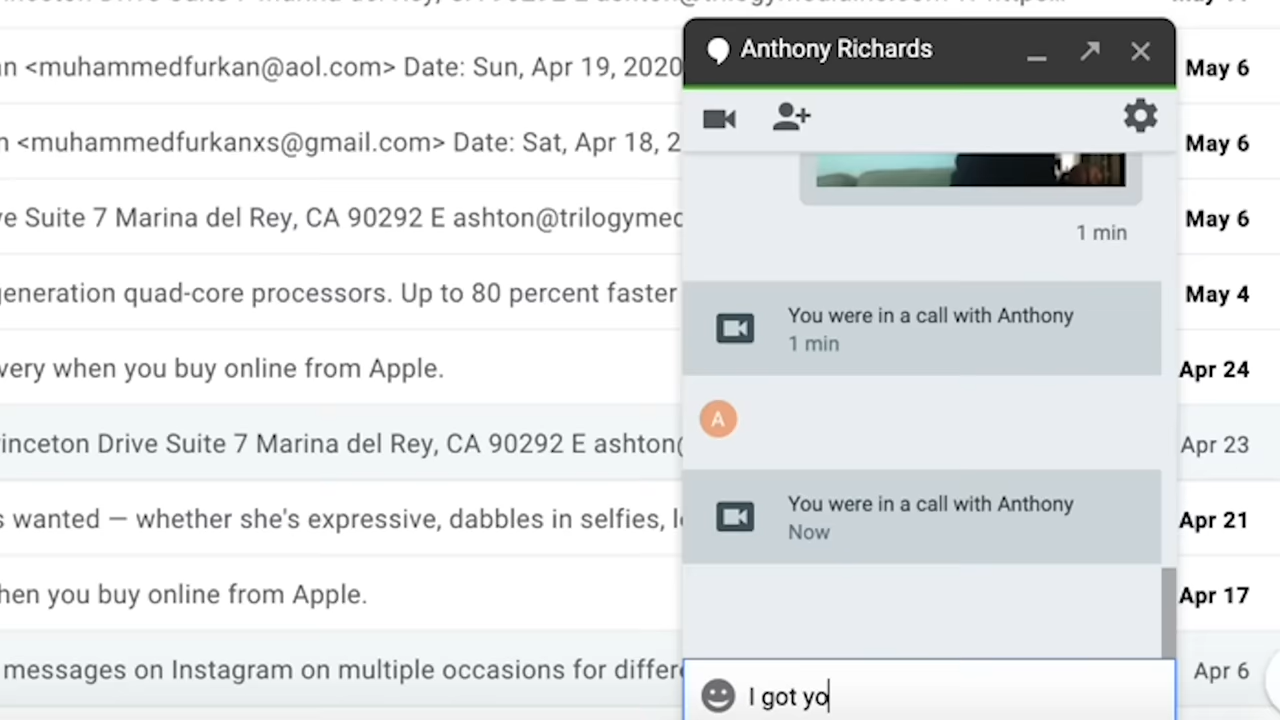 Anthony Richards
n <muhammedfurkan@aol.com> Date: Sun, Apr 19, 2020
May 6
n <muhammedfurkanxs@gmail.com> Date: Sat, Apr 18, 2
May 6
ve Suite 7 Marina del Rey, CA 90292 E ashton@trilogymed
May 6
generation quad-core processors. Up to 80 percent faster
May 4
very when you buy online from Apple.
Apr 24
rinceton Drive Suite 7 Marina del Rey, CA 90292 E ashton@
Apr 23
s wanted — whether she's expressive, dabbles in selfies, l
Apr 21
hen you buy online from Apple.
Apr 17
messages on Instagram on multiple occasions for differe
Apr 6
1 min
You were in a call with Anthony
1 min
A
You were in a call with Anthony
Now
I got yo